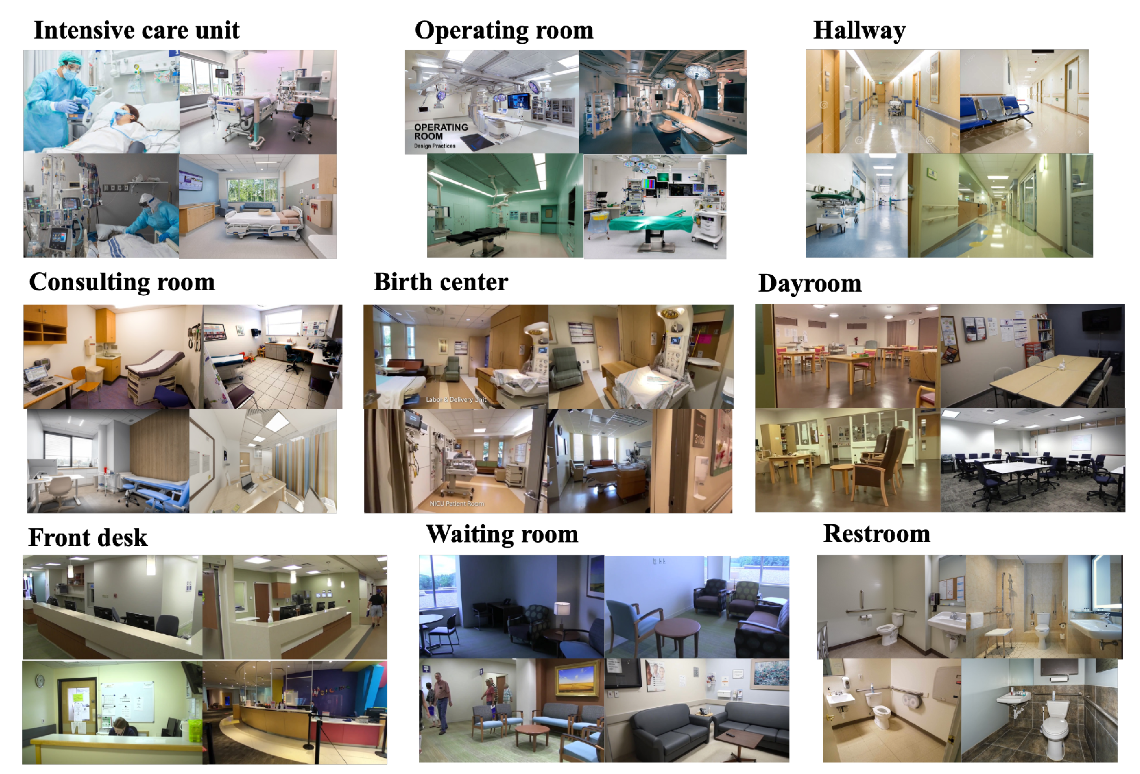 Intensive care unit
Operating room
Hallway
OPERATING
ROOM
Design Practices
Consulting room
Birth center
Dayroom
Labor & Delivery Unit
NICU Patient Room
Front desk
Waiting room
Restroom